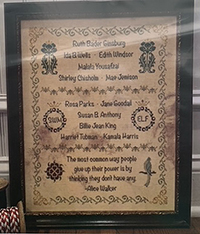 Ruth Bader Ginsburg
Ida B Wells Edith Windsor
Malala Yousafzai
Shirley Chisholm Mae Jemison
Rosa Parks Jane Goodall
Susan B Anthony
Billie Jean King
Harriet Tubman Kamala Harris
ELF
The most common way people
give up their power is by
thinking they don't have any.
-Alice Walker